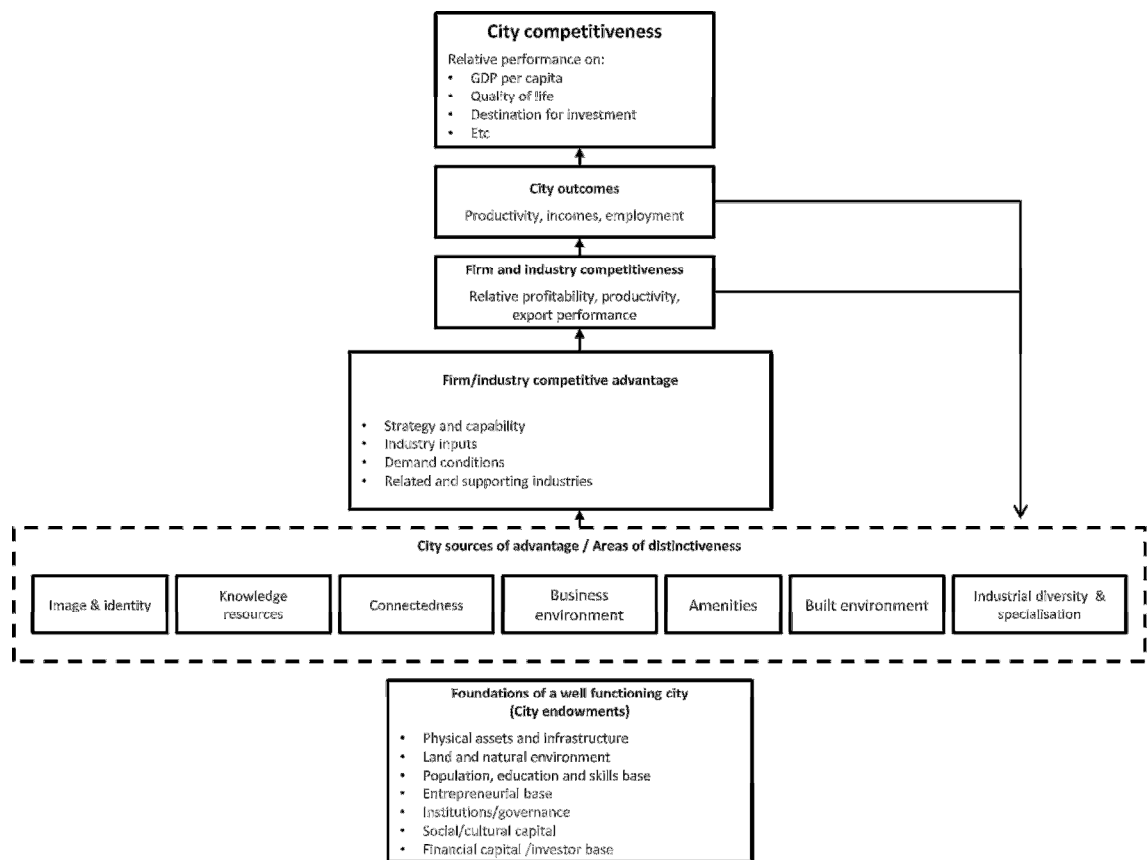 City competitiveness
Relative performance on:
• GDP per capita
• Quality of life
• Destination for investment
• Etc
City outcomes
Productivity, incomes, employment
Firm and industry competitiveness
Relative profitability, productivity,
export performance
Firm/industry competitive advantage
• Strategy and capability
• Industry inputs
• Demand conditions
• Related and supporting industries
City sources of advantage / Areas of distinctiveness
Image & identity
Knowledge
resources
Connectedness
Business
environment
Amenities
Built environment
Industrial diversity &
specialisation
Foundations of a well functioning city
(City endowments)
• Physical assets and infrastructure
• Land and natural environment
• Population, education and skills base
• Entrepreneurial base
• Institutions/governance
• Social/cultural capital
• Financial capital /investor base